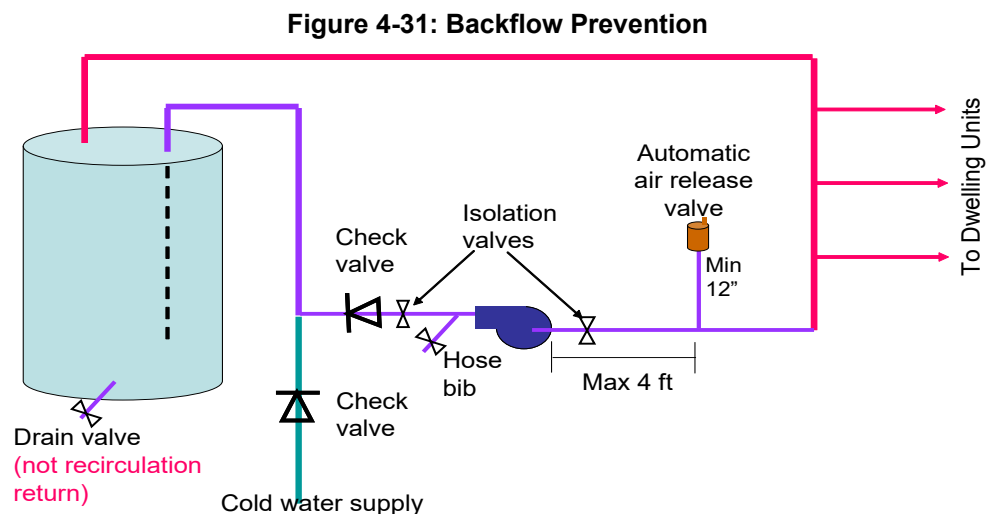 Figure 4-31: Backflow Prevention
Automatic
air release
valve
To Dwelling Units
Isolation
valves
Check
valve
Min
12”
Hose
bib
Max 4 ft
Check
valve
Drain valve
(not recirculation
return)
Cold water supply